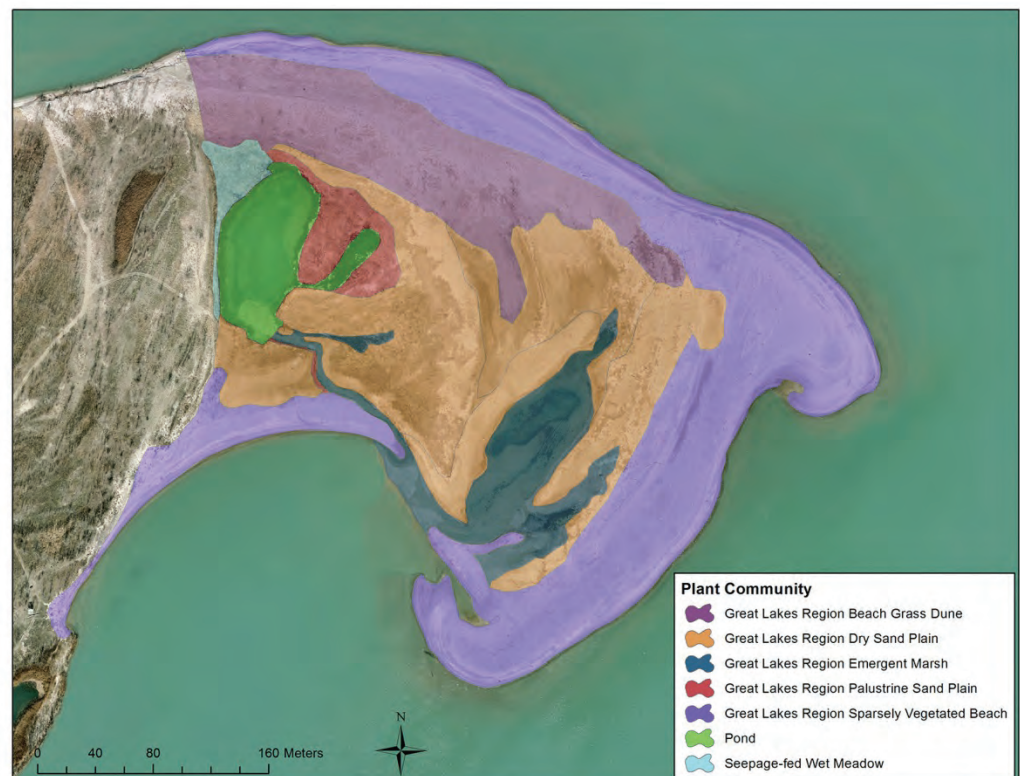 Plant Community
Great Lakes Region Beach Grass Dune
Great Lakes Region Dry Sand Plain
Great Lakes Region Emergent Marsh
Great Lakes Region Palustrine Sand Plain
Great Lakes Region Sparsely Vegetated Beach
Pond
Seepage-fed Wet Meadow
N
0 40 80 160 Meters